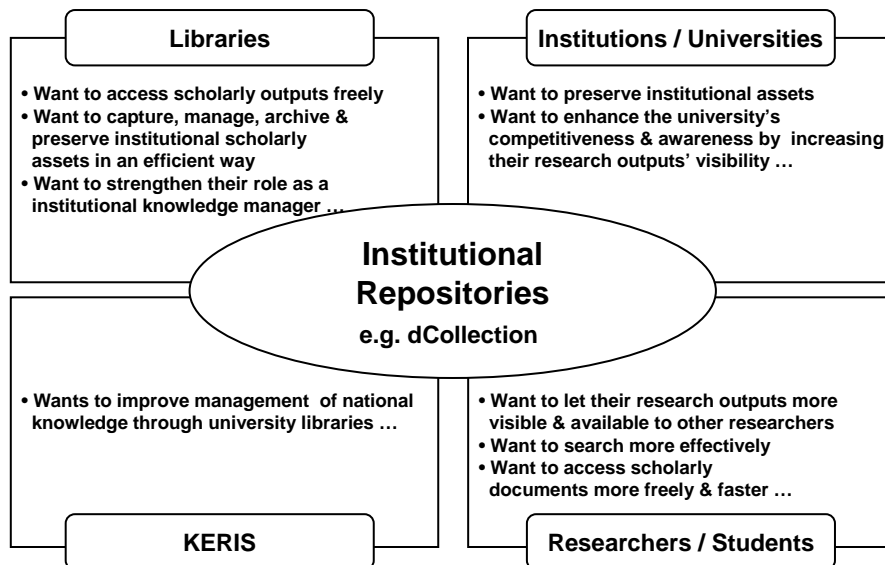 Libraries
• Want to access scholarly outputs freely
• Want to capture, manage, archive &
preserve institutional scholarly
assets in an efficient way
• Want to strengthen their role as a
institutional knowledge manager …
Institutions / Universities
• Want to preserve institutional assets
• Want to enhance the university’s
competitiveness & awareness by increasing
their research outputs’ visibility …
Institutional
Repositories
e.g. dCollection
• Wants to improve management of national
knowledge through university libraries …
KERIS
• Want to let their research outputs more
visible & available to other researchers
• Want to search more effectively
• Want to access scholarly
documents more freely & faster …
Researchers / Students